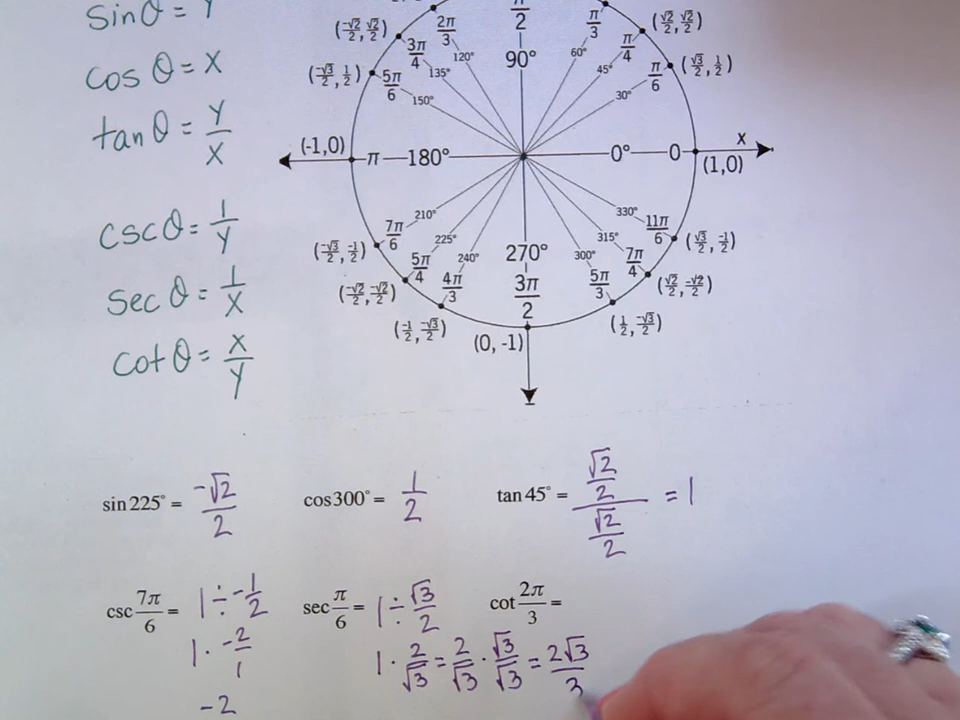 sinθ = Y
cos θ = X
tanθ = Y/X
cscθ = 1/Y
sec θ = 1/X
cot θ = X/Y
2π/3
π/2
π/3
(-√2/2, √2/2)
3π/4
120°
90°
60°
π/4
(√2/2, √2/2)
(-√3/2, 1/2)
5π/6
135°
45°
π/6
(√3/2, 1/2)
150°
30°
(-1,0)
π
180°
0°
0
x
(1,0)
7π/6
210°
330°
11π/6
(-√3/2, -1/2)
225°
315°
(√3/2, -1/2)
5π/4
240°
270°
300°
7π/4
(-√2/2, -√2/2)
4π/3
3π/2
5π/3
(√2/2, -√2/2)
(-1/2, -√3/2)
(0, -1)
(1/2, -√3/2)
sin 225° = -√2/2
cos 300° = 1/2
tan 45° = (√2/2)/(√2/2) = 1
csc 7π/6 = 1 ÷ -1/2
1 · -2/1
-2
sec π/6 = 1 ÷ √3/2
1 · 2/√3 = 2/√3 · √3/√3 = 2√3/3
cot 2π/3 =